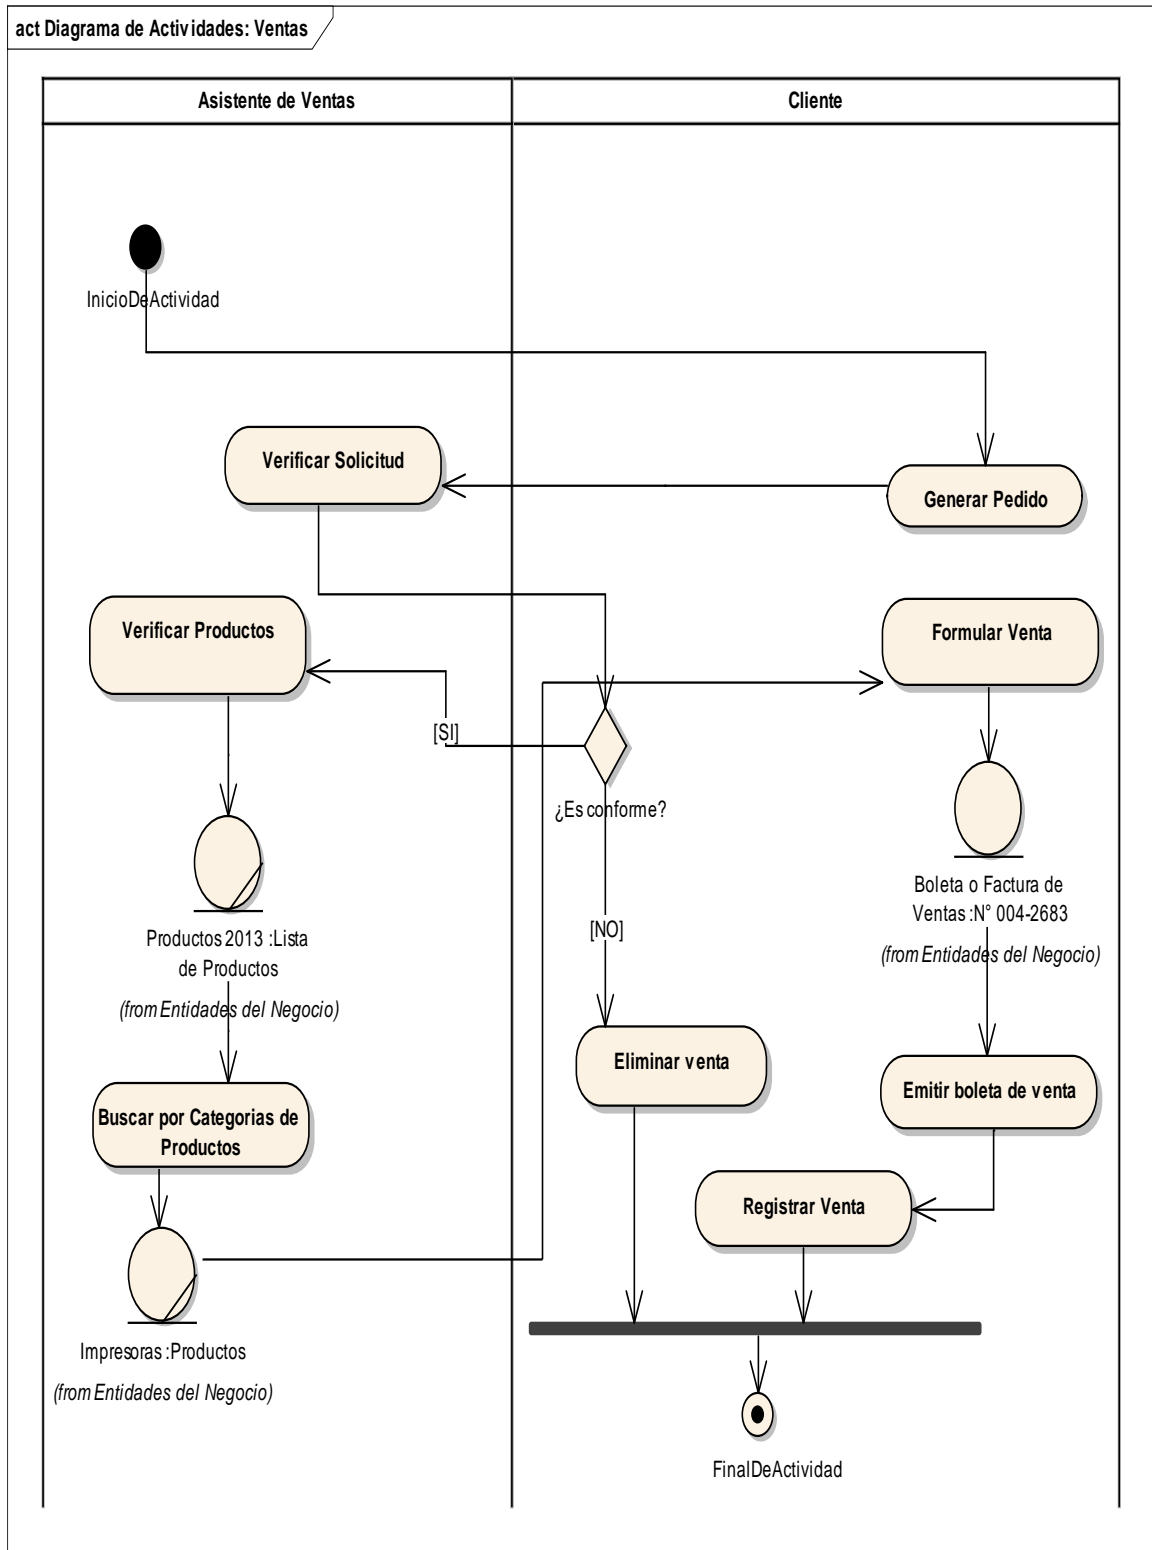 act Diagrama de Actividades: Ventas
Asistente de Ventas
Cliente
InicioDeActividad
Verificar Solicitud
Generar Pedido
Verificar Productos
Formular Venta
[SI]
¿Es conforme?
Boleta o Factura de
Ventas :N° 004-2683
(from Entidades del Negocio)
[NO]
Productos 2013 :Lista
de Productos
(from Entidades del Negocio)
Eliminar venta
Emitir boleta de venta
Buscar por Categorias de
Productos
Registrar Venta
Impresoras :Productos
(from Entidades del Negocio)
FinalDeActividad